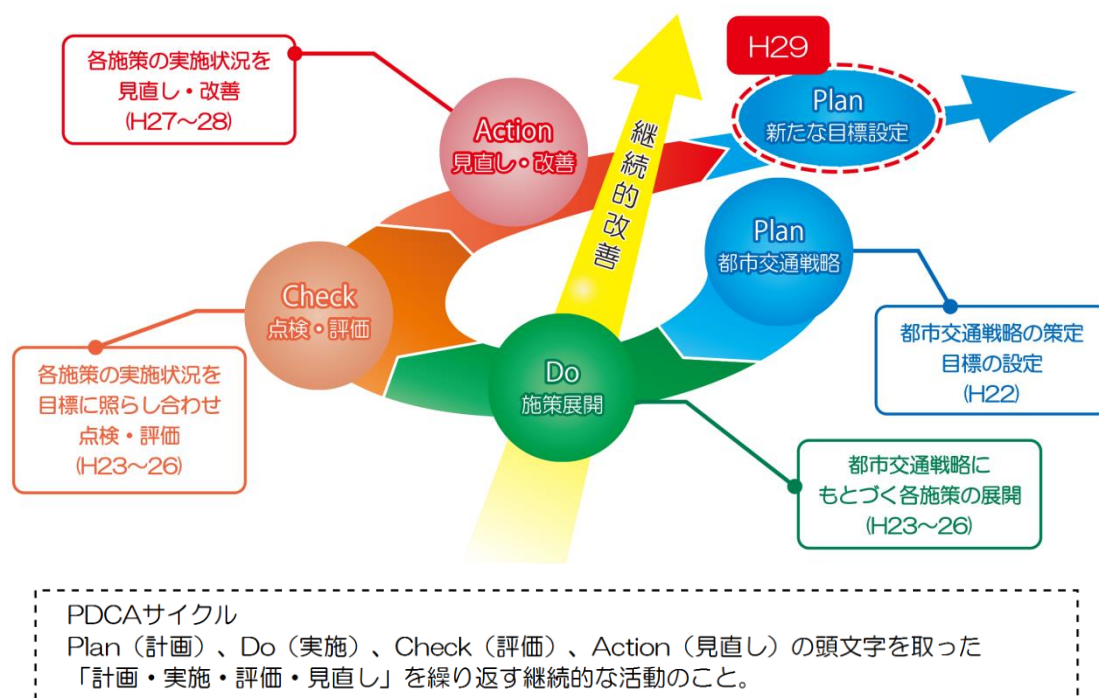 H29
Plan
新たな目標設定
各施策の実施状況を
見直し・改善
(H27～28)
Action
見直し・改善
継続的改善
Plan
都市交通戦略
Check
点検・評価
都市交通戦略の策定
目標の設定
(H22)
各施策の実施状況を
目標に照らし合わせ
点検・評価
(H23～26)
Do
施策展開
都市交通戦略に
もとづく各施策の展開
(H23～26)
PDCAサイクル
Plan（計画）、Do（実施）、Check（評価）、Action（見直し）の頭文字を取った
「計画・実施・評価・見直し」を繰り返す継続的な活動のこと。